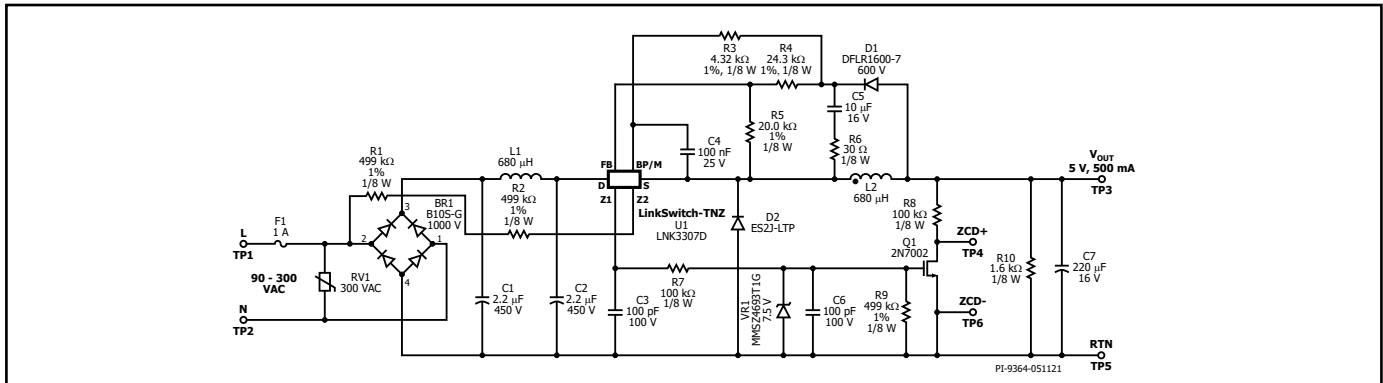 R3
4.32 kΩ
1%, 1/8 W
R4
24.3 kΩ
1%, 1/8 W
D1
DFLR1600-7
600 V
C5
10 µF
16 V
R5
20.0 kΩ
1%
1/8 W
R6
30 Ω
1/8 W
C4
100 nF
25 V
R1
499 kΩ
1%
1/8 W
L1
680 µH
FB
BP/M
D
S
Z1
Z2
LinkSwitch-TNZ
U1
LNK3307D
R2
499 kΩ
1%
1/8 W
BR1
B10S-G
1000 V
3
2
1
4
L2
680 µH
VOUT
5 V, 500 mA
TP3
D2
ES2J-LTP
R8
100 kΩ
1/8 W
Q1
2N7002
ZCD+
TP4
F1
1 A
L
TP1
90 - 300
VAC
RV1
300 VAC
N
TP2
C1
2.2 µF
450 V
C2
2.2 µF
450 V
C3
100 pF
100 V
R7
100 kΩ
1/8 W
VR1
MMSZ4693T1G
7.5 V
C6
100 pF
100 V
R9
499 kΩ
1%
1/8 W
R10
1.6 kΩ
1/8 W
C7
220 µF
16 V
ZCD-
TP6
RTN
TP5
PI-9364-051121